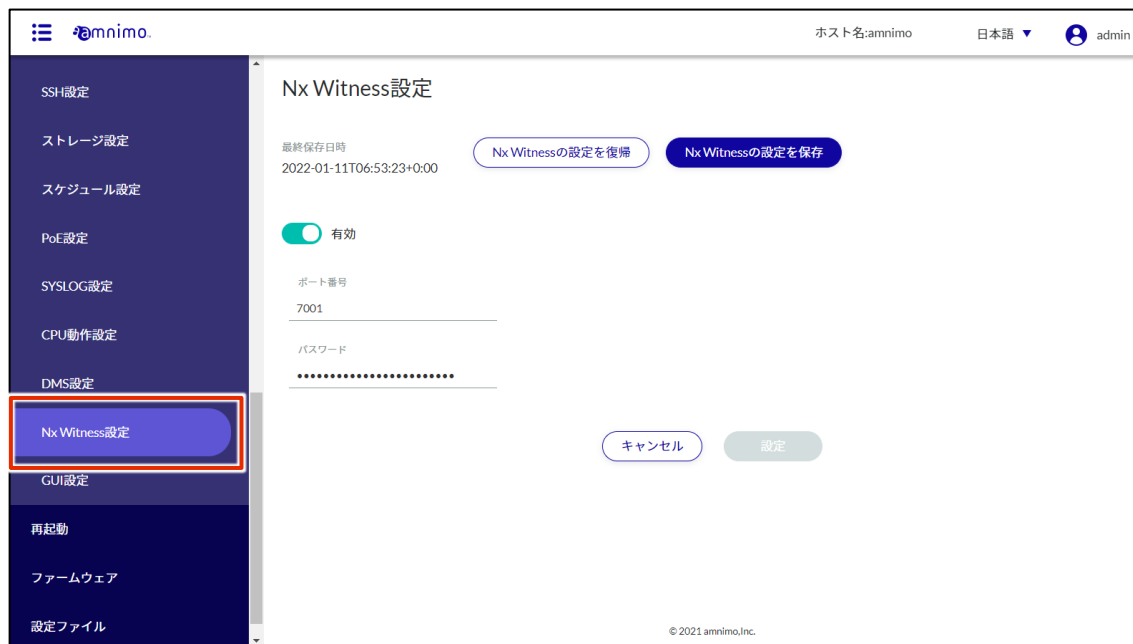 amnimo.
ホスト名:amnimo
日本語 ▼
admin
SSH設定
ストレージ設定
スケジュール設定
PoE設定
SYSLOG設定
CPU動作設定
DMS設定
Nx Witness設定
GUI設定
再起動
ファームウェア
設定ファイル
Nx Witness設定
最終保存日時
2022-01-11T06:53:23+0:00
Nx Witnessの設定を復帰
Nx Witnessの設定を保存
有効
ポート番号
7001
パスワード
••••••••••••••••••••••••
キャンセル
設定
© 2021 amnimo,Inc.